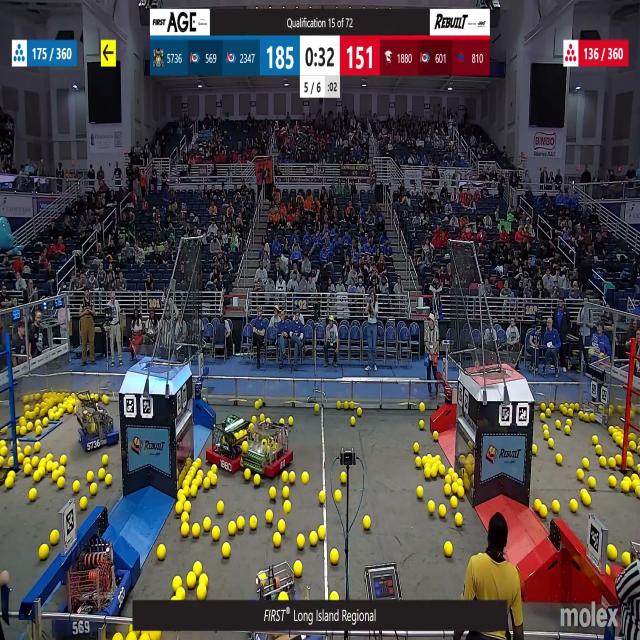 FIRST AGE
Qualification 15 of 72
REBUILT
175 / 360
5736 569 2347 185 0:32 151 1880 601 810
136 / 360
5 / 6 :02
BIMBO
5736
REBUILT
REBUILT
569
FIRST® Long Island Regional
molex